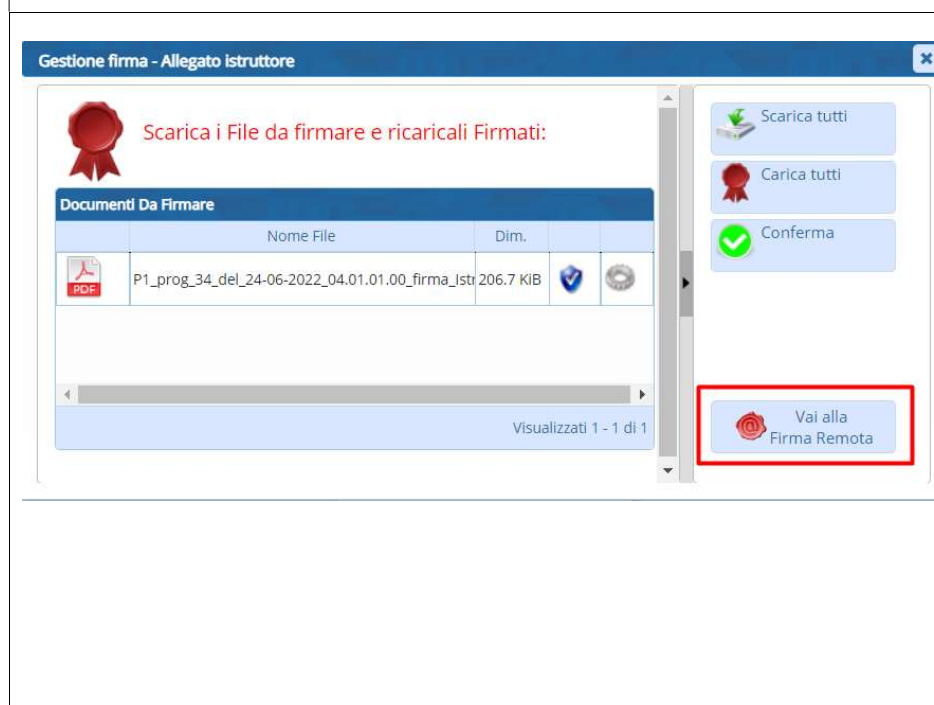 Gestione firma - Allegato istruttore
Scarica i File da firmare e ricaricali Firmati:
Documenti Da Firmare
Nome File Dim.
PDF P1_prog_34_del_24-06-2022_04.01.01.00_firma_Istr 206.7 KiB
Visualizzati 1 - 1 di 1
Scarica tutti
Carica tutti
Conferma
Vai alla
Firma Remota